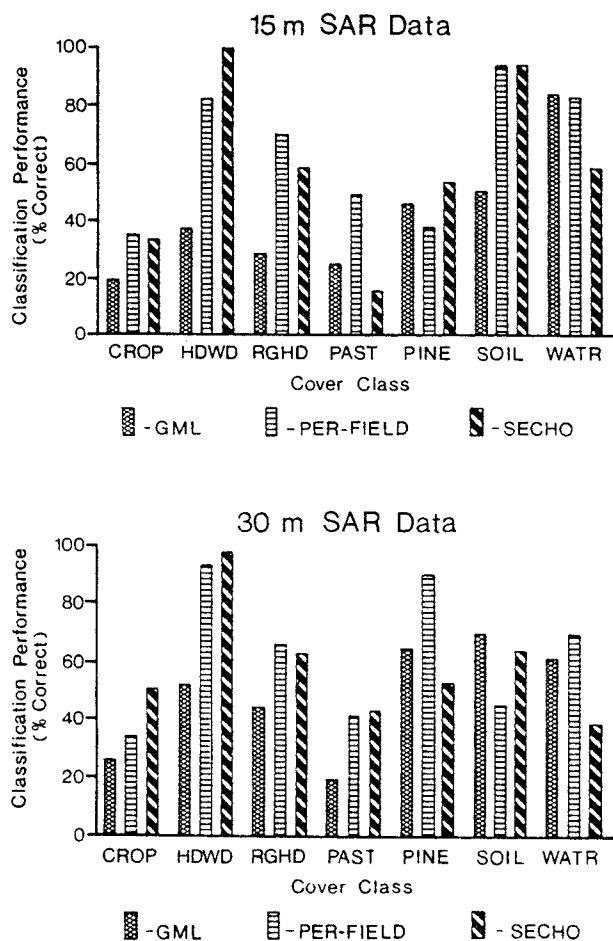 15 m SAR Data
Classification Performance
(% Correct)
100
80
60
40
20
0
CROP HDWD RGHD PAST PINE SOIL WATR
Cover Class
-GML -PER-FIELD -SECHO
30 m SAR Data
Classification Performance
(% Correct)
100
80
60
40
20
0
CROP HDWD RGHD PAST PINE SOIL WATR
Cover Class
-GML -PER-FIELD - SECHO